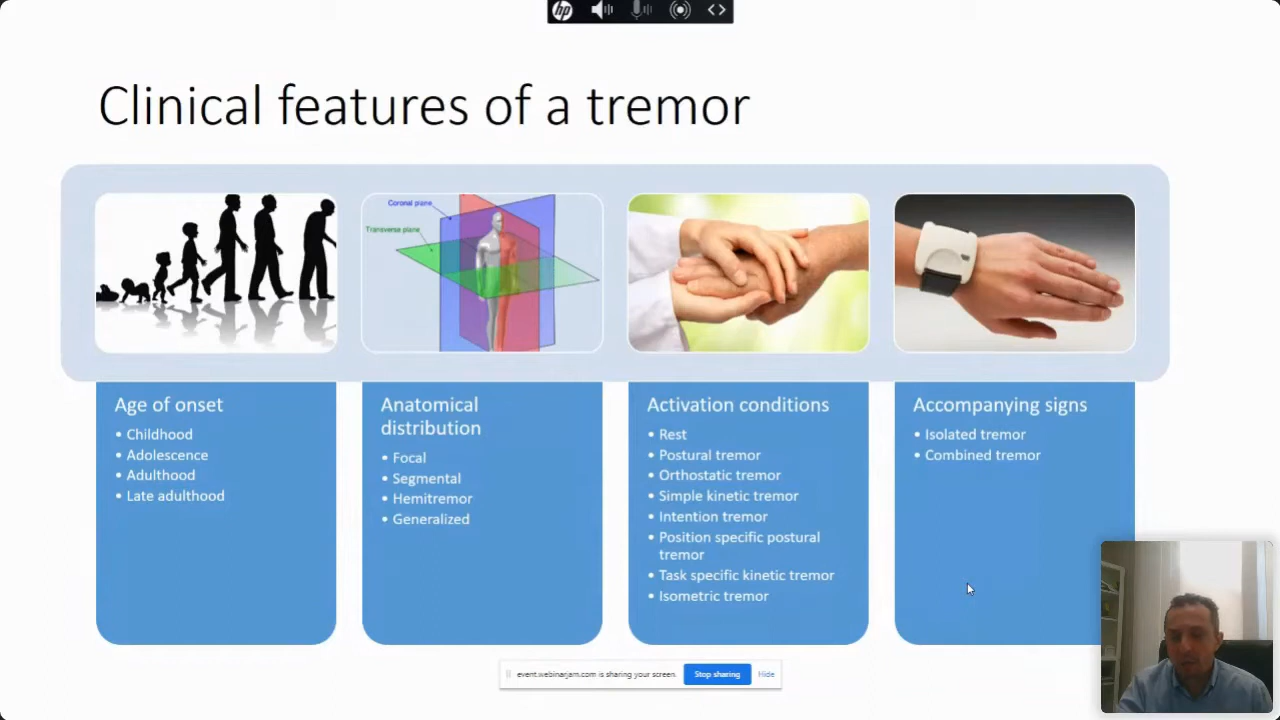 hp
Clinical features of a tremor
Coronal plane
Transverse plane
Age of onset
• Childhood
• Adolescence
• Adulthood
• Late adulthood
Anatomical
distribution
• Focal
• Segmental
• Hemitremor
• Generalized
Activation conditions
• Rest
• Postural tremor
• Orthostatic tremor
• Simple kinetic tremor
• Intention tremor
• Position specific postural
tremor
• Task specific kinetic tremor
• Isometric tremor
Accompanying signs
• Isolated tremor
• Combined tremor
event.webinarjam.com is sharing your screen.
Stop sharing
Hide